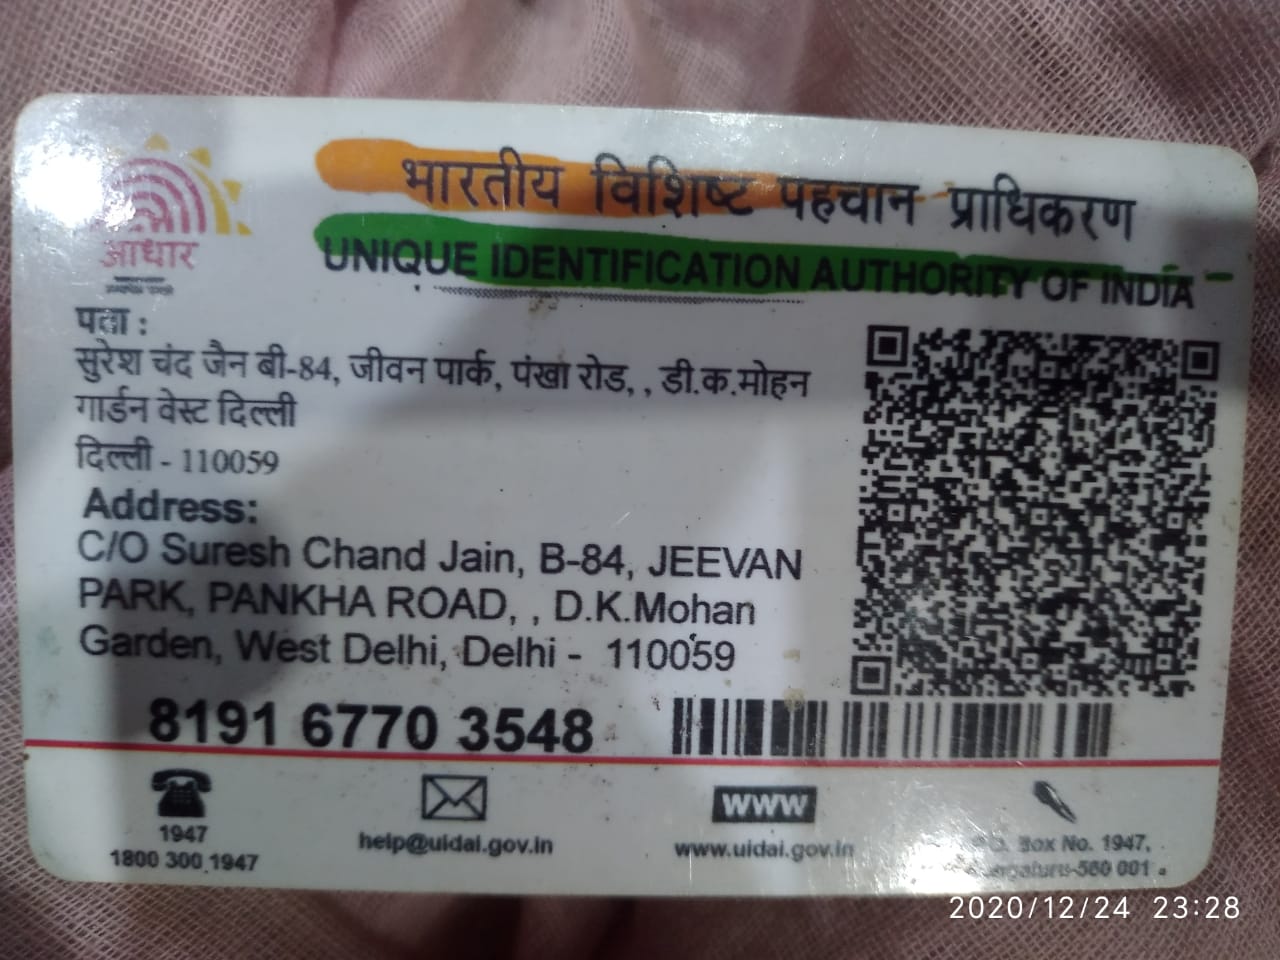 भारतीय विशिष्ट पहचान प्राधिकरण
UNIQUE IDENTIFICATION AUTHORITY OF INDIA
आधार
पता :
सुरेश चंद जैन बी-84, जीवन पार्क, पंखा रोड, , डी.क.मोहन
गार्डन वेस्ट दिल्ली
दिल्ली - 110059
Address:
C/O Suresh Chand Jain, B-84, JEEVAN
PARK, PANKHA ROAD, , D.K.Mohan
Garden, West Delhi, Delhi - 110059
8191 6770 3548
1947
1800 300 1947
help@uidai.gov.in
www
www.uidai.gov.in
Box No. 1947,
560 001
2020/12/24 23:28